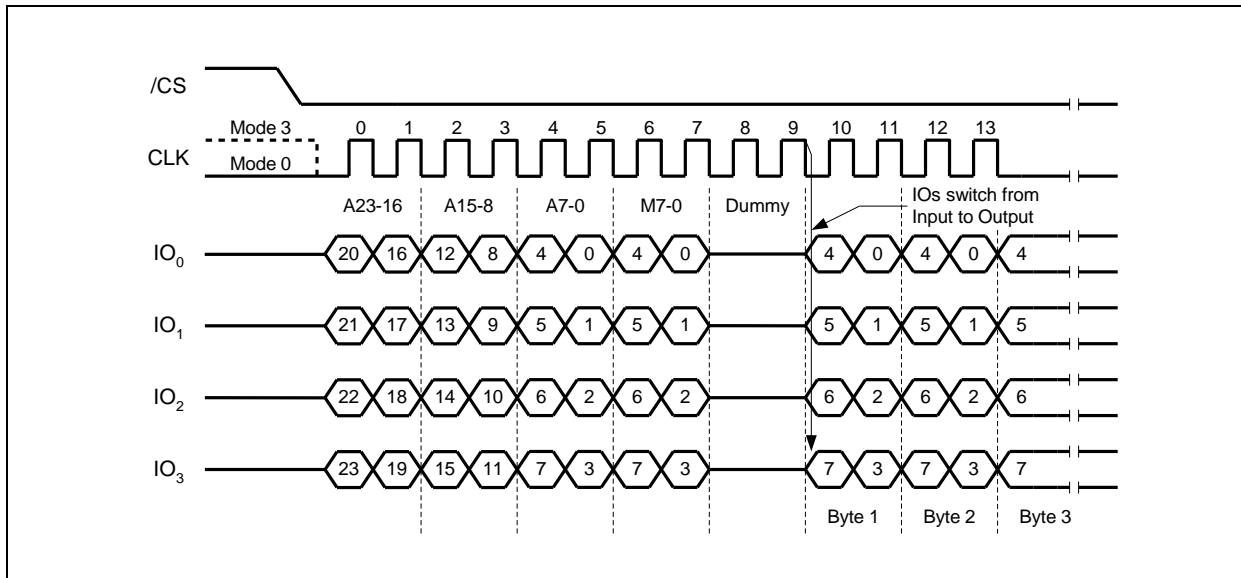 /CS
Mode 3 0 1 2 3 4 5 6 7 8 9 10 11 12 13
CLK Mode 0
IOs switch from
Input to Output
A23-16 A15-8 A7-0 M7-0 Dummy
IO0 20 16 12 8 4 0 4 0 4 0 4 0 4
IO1 21 17 13 9 5 1 5 1 5 1 5 1 5
IO2 22 18 14 10 6 2 6 2 6 2 6 2 6
IO3 23 19 15 11 7 3 7 3 7 3 7 3 7
Byte 1 Byte 2 Byte 3